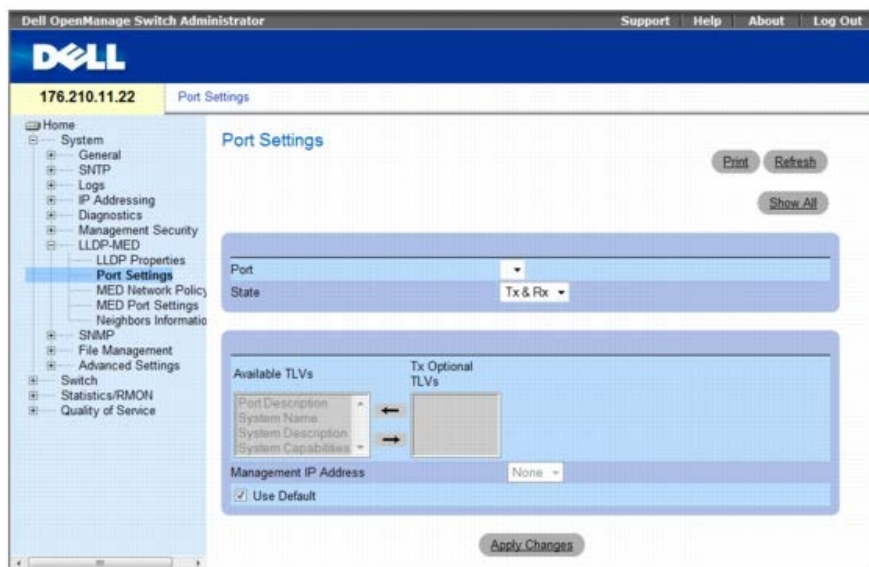 Dell OpenManage Switch Administrator
Support Help About Log Out
DELL
176.210.11.22
Port Settings
Home
System
General
SNTP
Logs
IP Addressing
Diagnostics
Management Security
LLDP-MED
LLDP Properties
Port Settings
MED Network Policy
MED Port Settings
Neighbors Informatio
SNMP
File Management
Advanced Settings
Switch
Statistics/RMON
Quality of Service
Port Settings
Print Refresh
Show All
Port
State Tx & Rx
Available TLVs
Tx Optional
TLVs
Port Description
System Name
System Description
System Capabilities
Management IP Address None
Use Default
Apply Changes